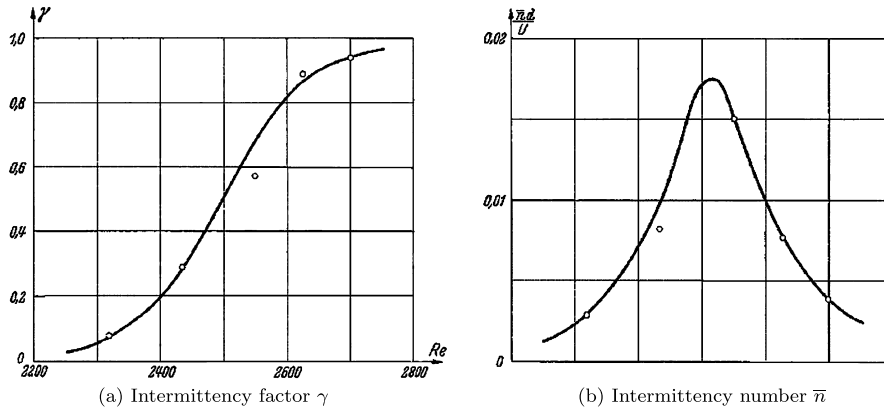 γ
1,0
0,8
0,6
0,4
0,2
0
2200
2400
2600
2800
Re
(a) Intermittency factor γ
n̅d
U
0,02
0,01
0
(b) Intermittency number n̅